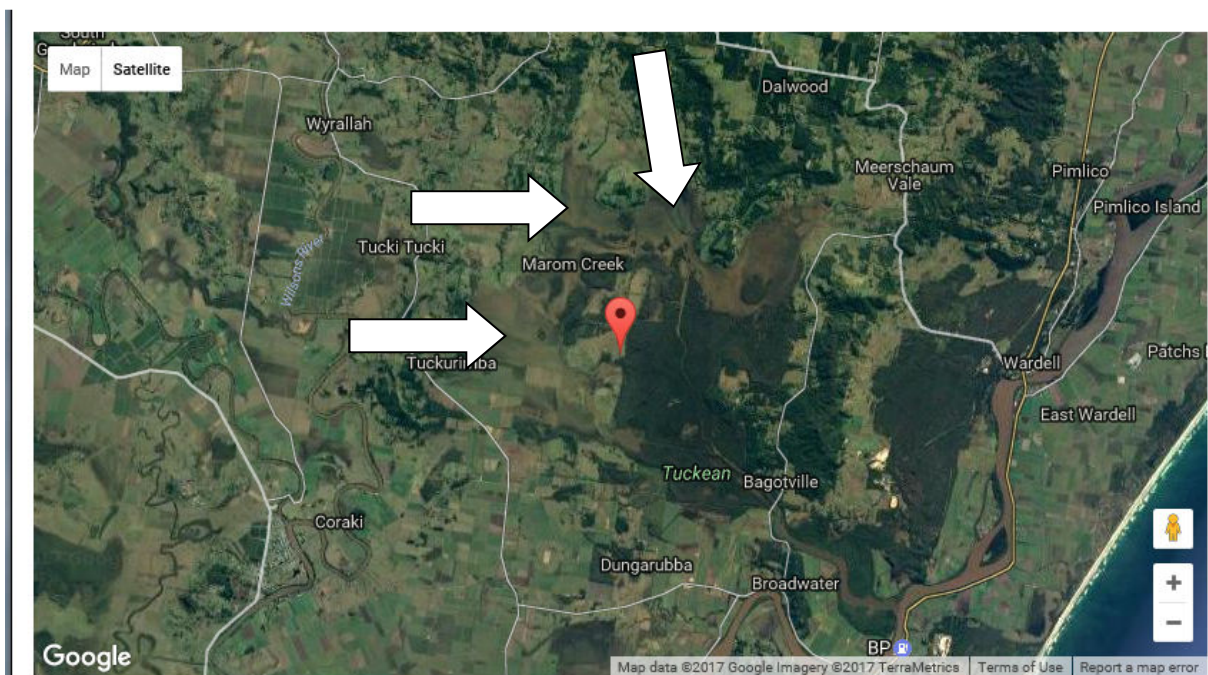 South
Map
Satellite
Dalwood
Wyrallah
Meerschaum
Vale
Pimlico
Pimlico Island
Tucki Tucki
Marom Creek
Wilsons River
Wardell
Patchs
East Wardell
Tuckean
Bagotville
Coraki
Dungarubba
Broadwater
BP
+
−
Google
Map data ©2017 Google Imagery ©2017 TerraMetrics
Terms of Use
Report a map error